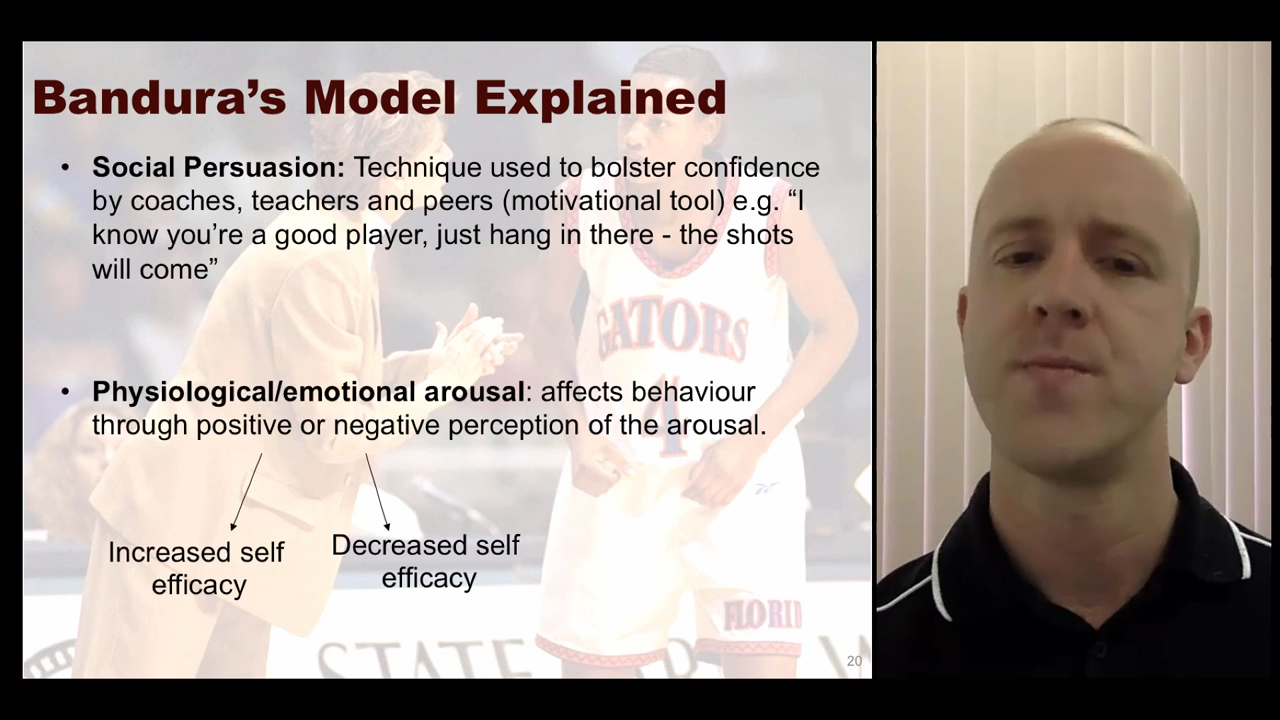 Bandura’s Model Explained
• Social Persuasion: Technique used to bolster confidence
by coaches, teachers and peers (motivational tool) e.g. “I
know you’re a good player, just hang in there - the shots
will come”
GATORS
• Physiological/emotional arousal: affects behaviour
through positive or negative perception of the arousal.
4
Increased self
efficacy
Decreased self
efficacy
FLORID
STATE
20